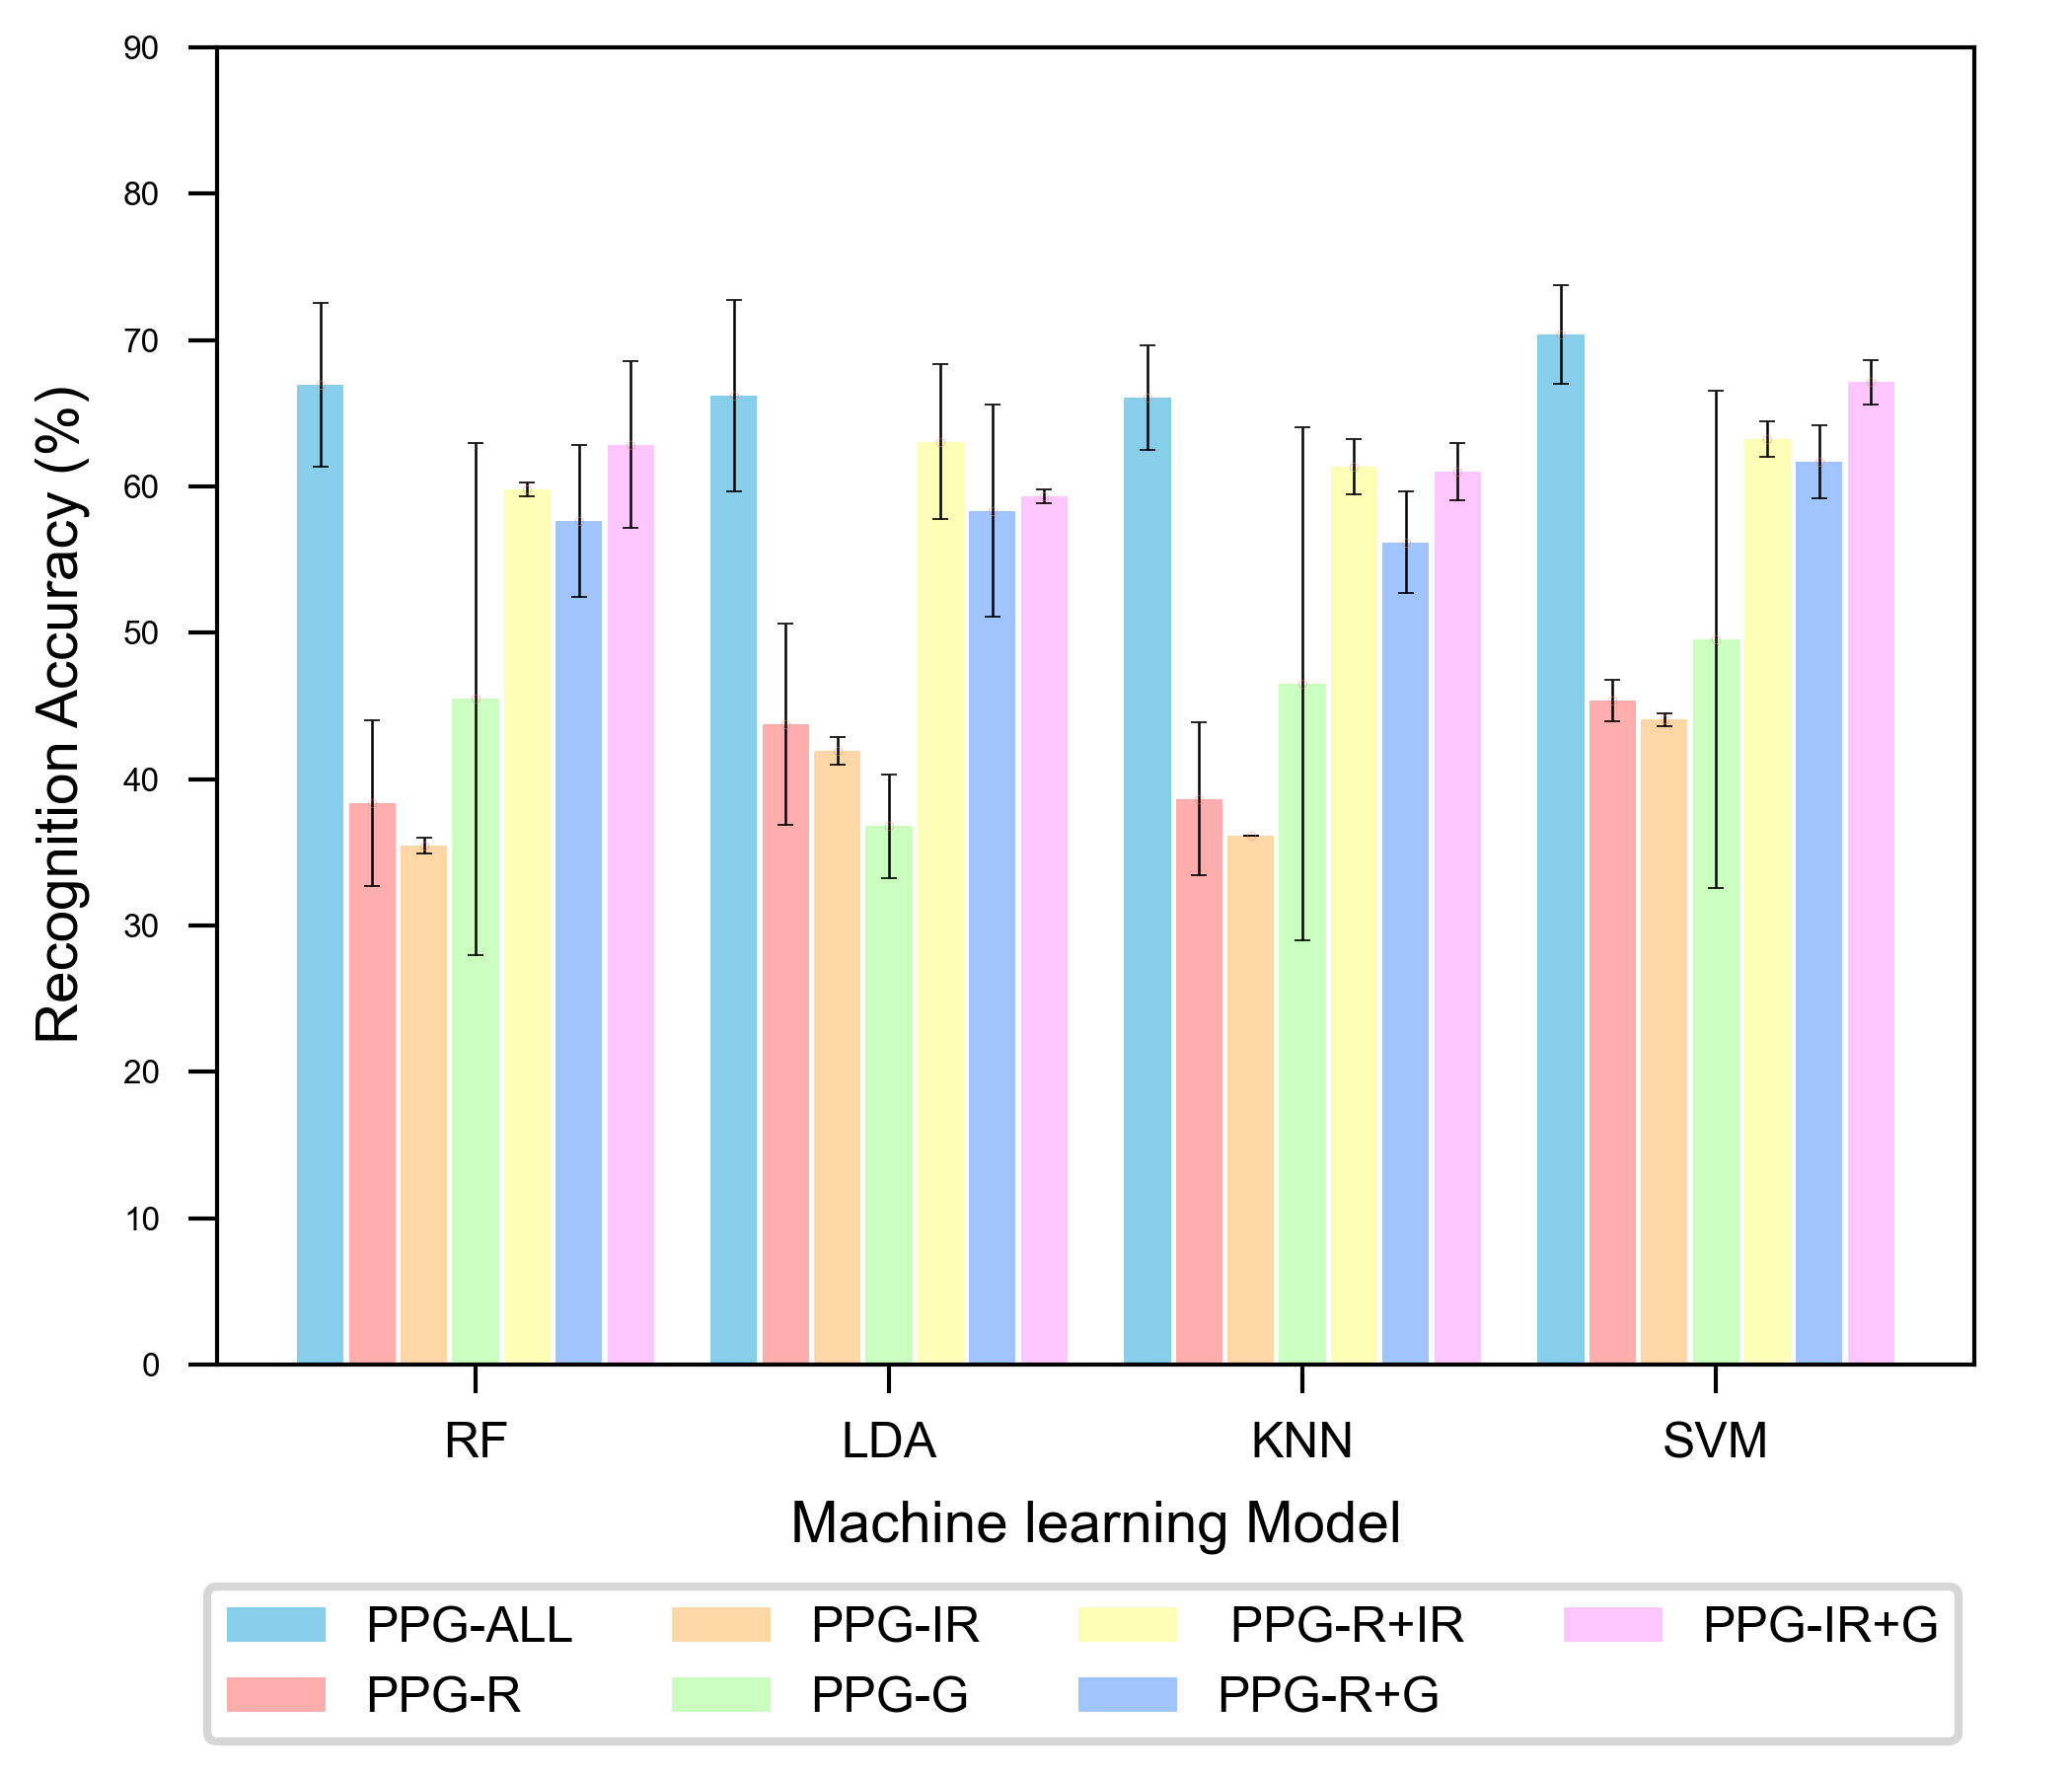 Recognition Accuracy (%)
90
80
70
60
50
40
30
20
10
0
RF LDA KNN SVM
Machine learning Model
PPG-ALL PPG-IR PPG-R+IR PPG-IR+G
PPG-R PPG-G PPG-R+G